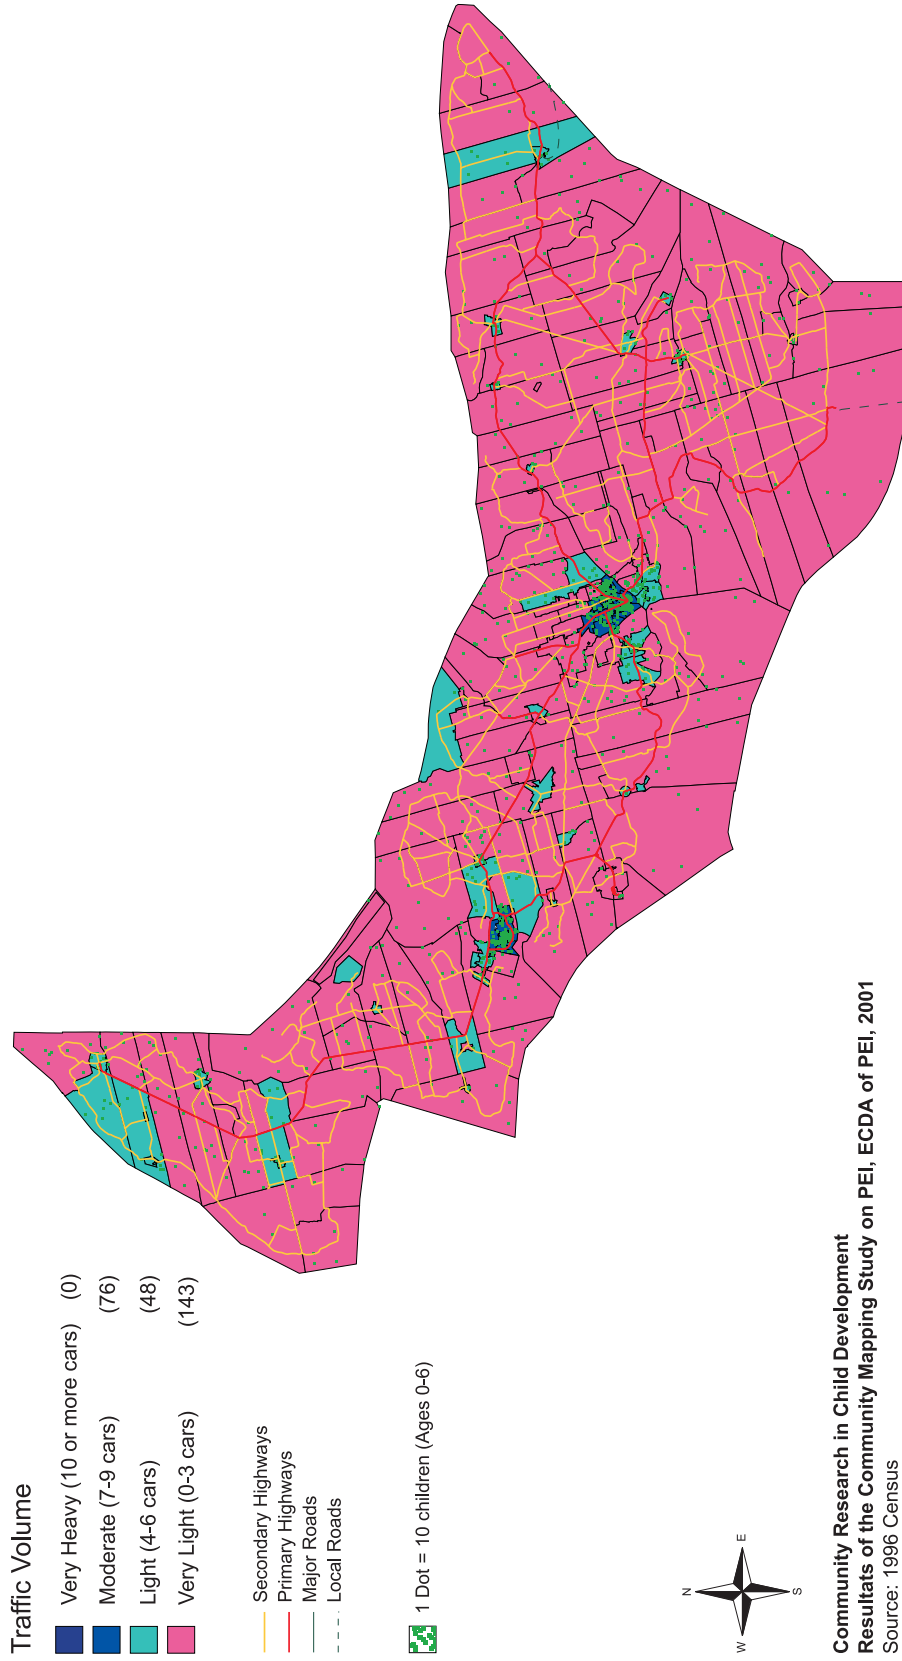 Traffic Volume
Very Heavy (10 or more cars) (0)
Moderate (7-9 cars) (76)
Light (4-6 cars) (48)
Very Light (0-3 cars) (143)
Secondary Highways
Primary Highways
Major Roads
Local Roads
1 Dot = 10 children (Ages 0-6)
N
W E
S
Community Research in Child Development
Resultats of the Community Mapping Study on PEI, ECDA of PEI, 2001
Source: 1996 Census